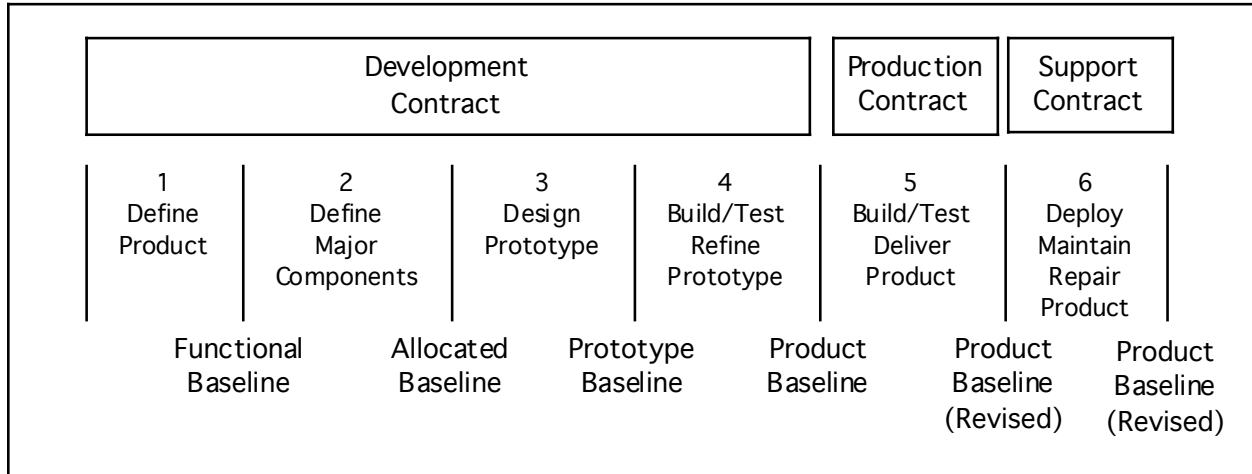 Development
Contract
Production
Contract
Support
Contract
1
Define
Product
2
Define
Major
Components
3
Design
Prototype
4
Build/Test
Refine
Prototype
5
Build/Test
Deliver
Product
6
Deploy
Maintain
Repair
Product
Functional
Baseline
Allocated
Baseline
Prototype
Baseline
Product
Baseline
Product
Baseline
(Revised)
Product
Baseline
(Revised)